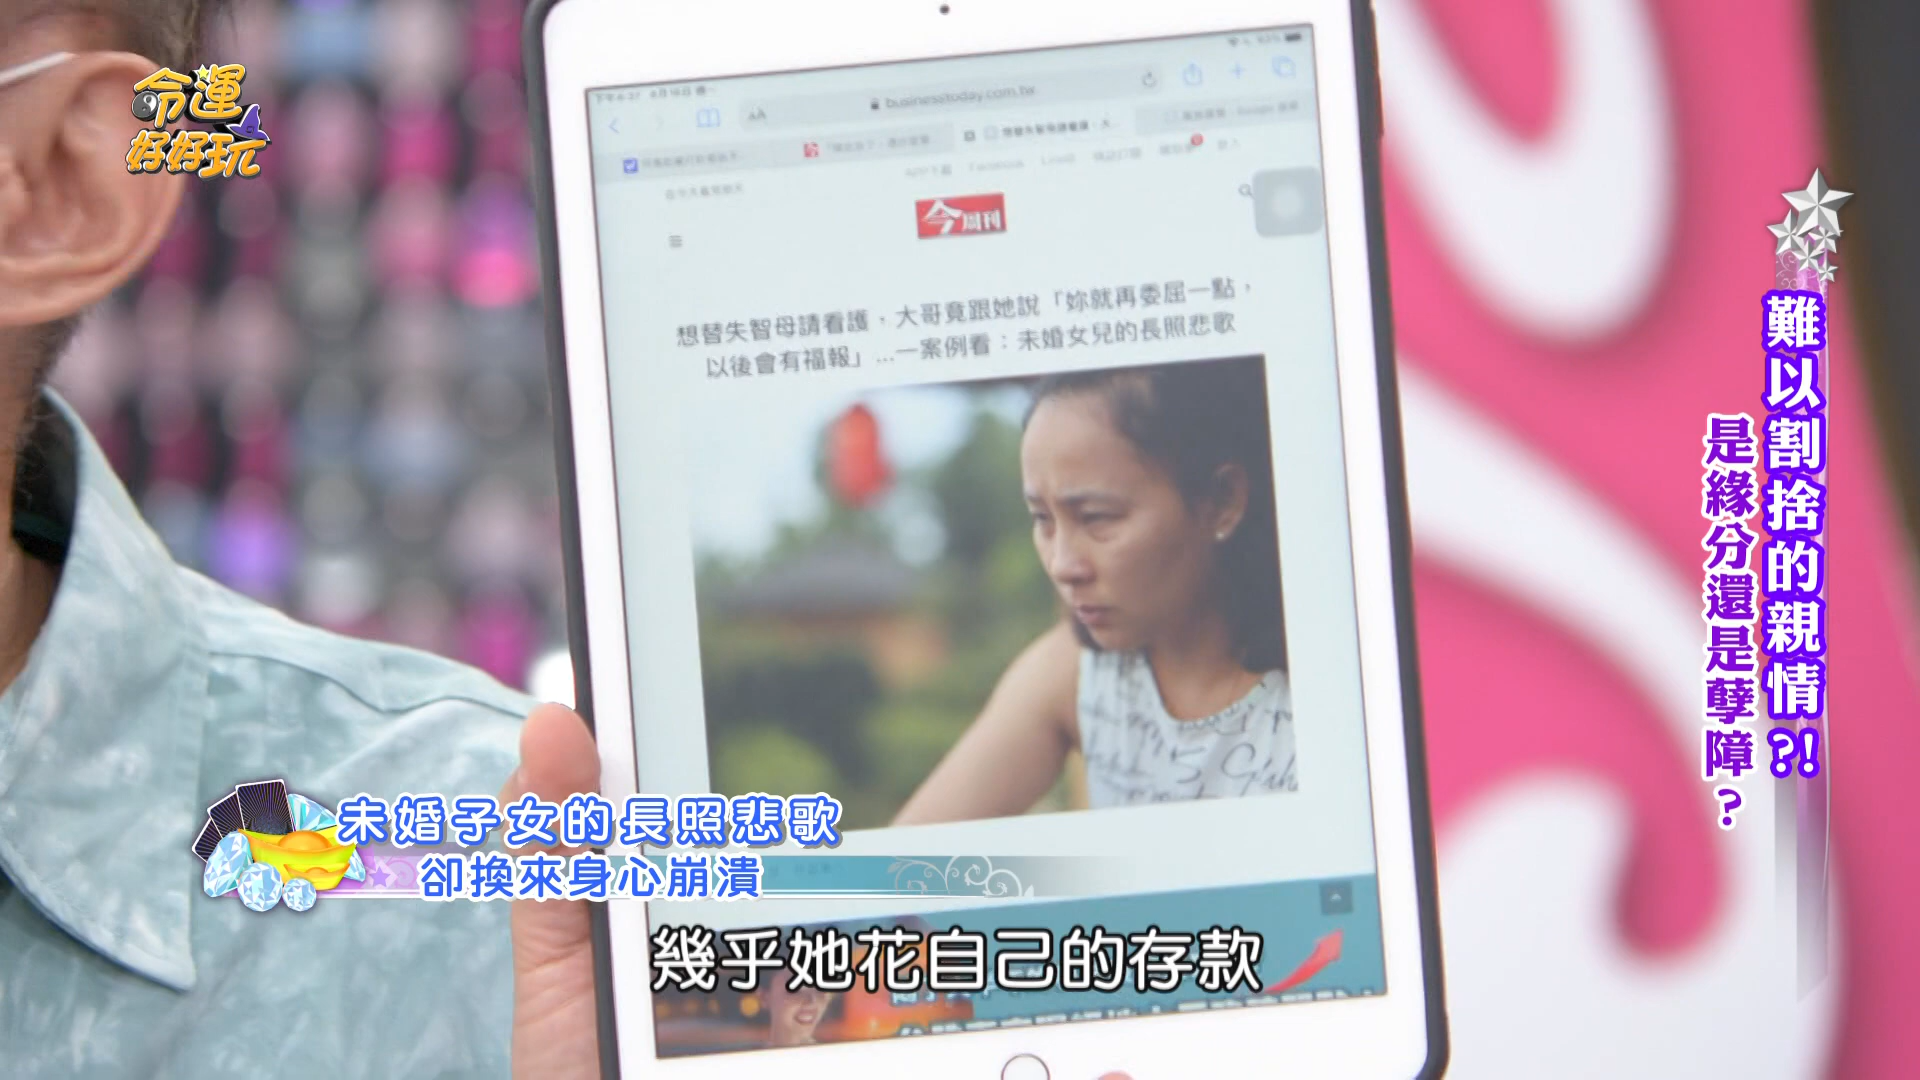 命運
好好玩
businesstoday.com.tw
今周刊
想替失智母請看護，大哥竟跟她說「妳就再委屈一點，
以後會有福報」...一案例看：未婚女兒的長照悲歌
難以割捨的親情?!
是緣分還是孽障？
未婚子女的長照悲歌
卻換來身心崩潰
幾乎她花自己的存款